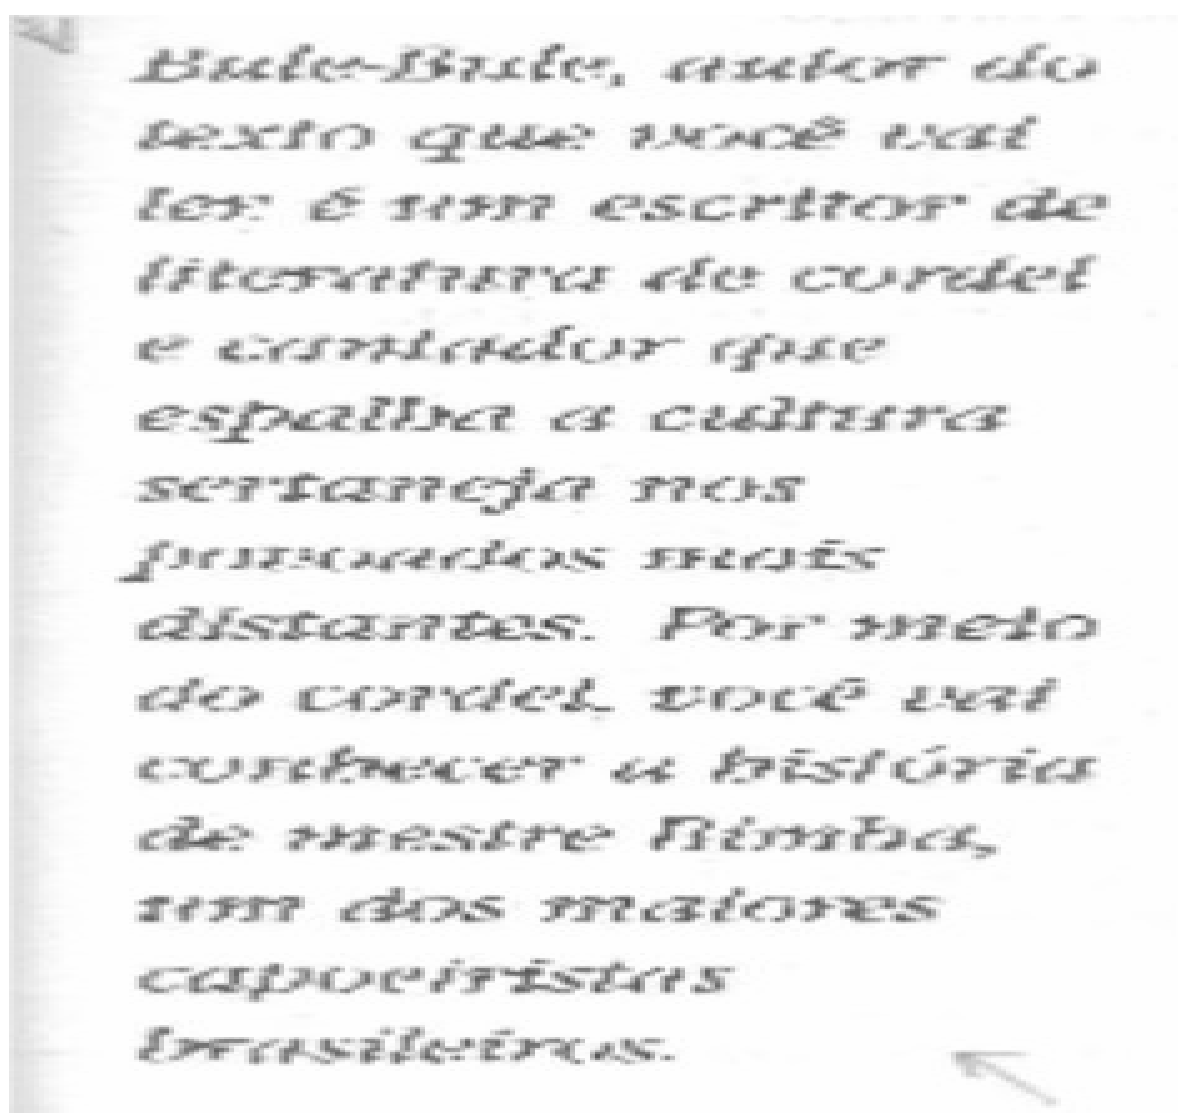 Bule-Bule, autor do
texto que você vai
ler, é um escritor de
literatura de cordel
e cantador que
espalha a cultura
sertaneja nos
povoados mais
distantes. Por meio
do cordel, você vai
conhecer a história
de mestre Bimba,
um dos maiores
capoeiristas
brasileiros.